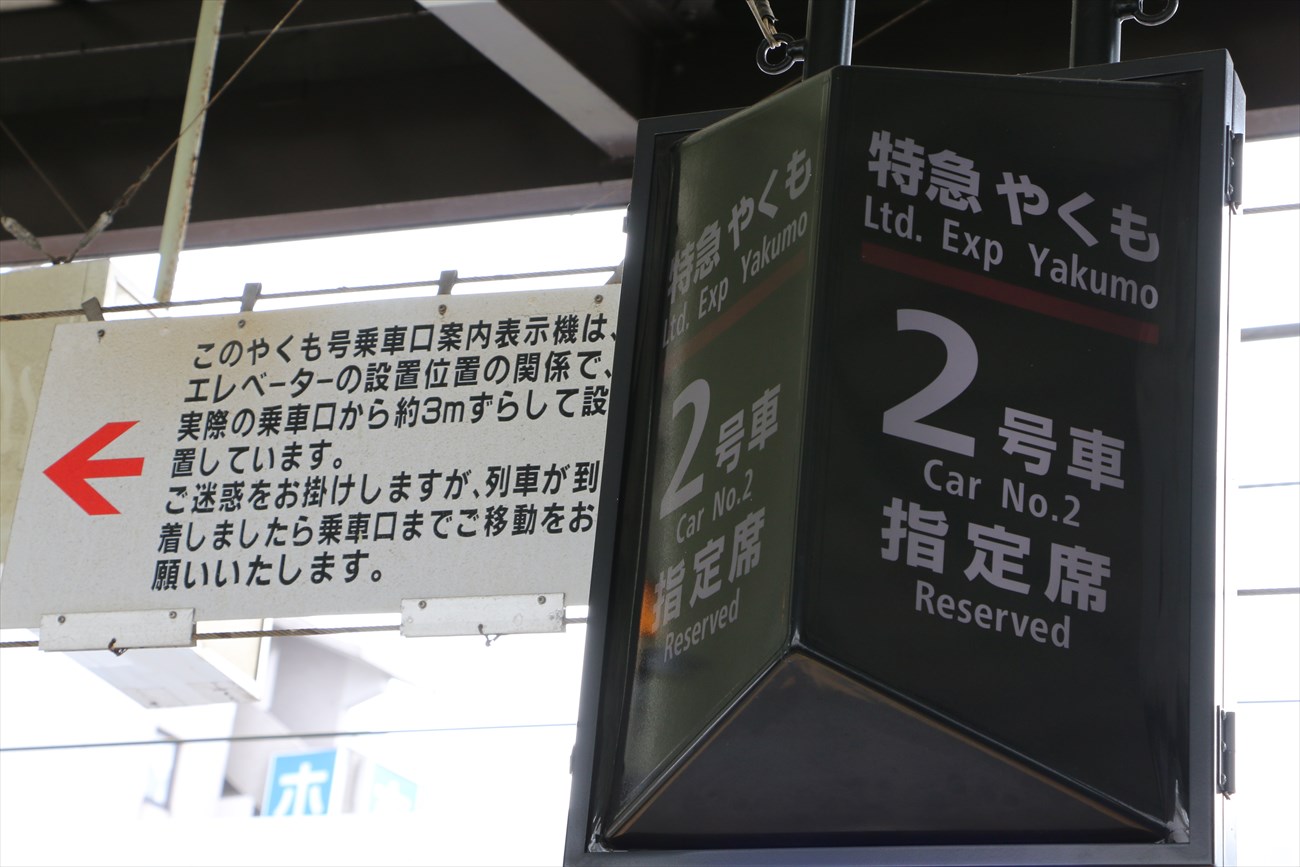 このやくも号乗車口案内表示機は、
エレベーターの設置位置の関係で、
実際の乗車口から約3mずらして設
置しています。
ご迷惑をお掛けしますが、列車が到
着しましたら乗車口までご移動をお
願いいたします。
特急やくも
Ltd. Exp Yakumo
2号車
Car No.2
指定席
Reserved
特急やくも
Ltd. Exp Yakumo
2号車
Car No.2
指定席
Reserved
ホ